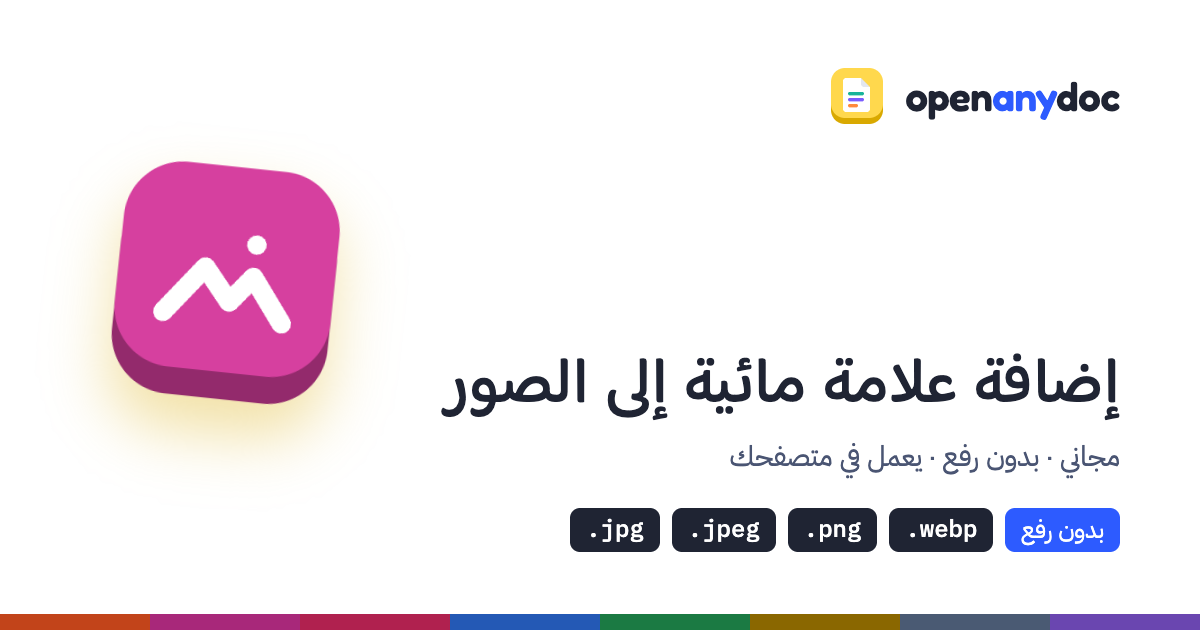 openanydoc
إضافة علامة مائية إلى الصور
مجاني · بدون رفع · يعمل في متصفحك
بدون رفع .webp .png .jpeg .jpg